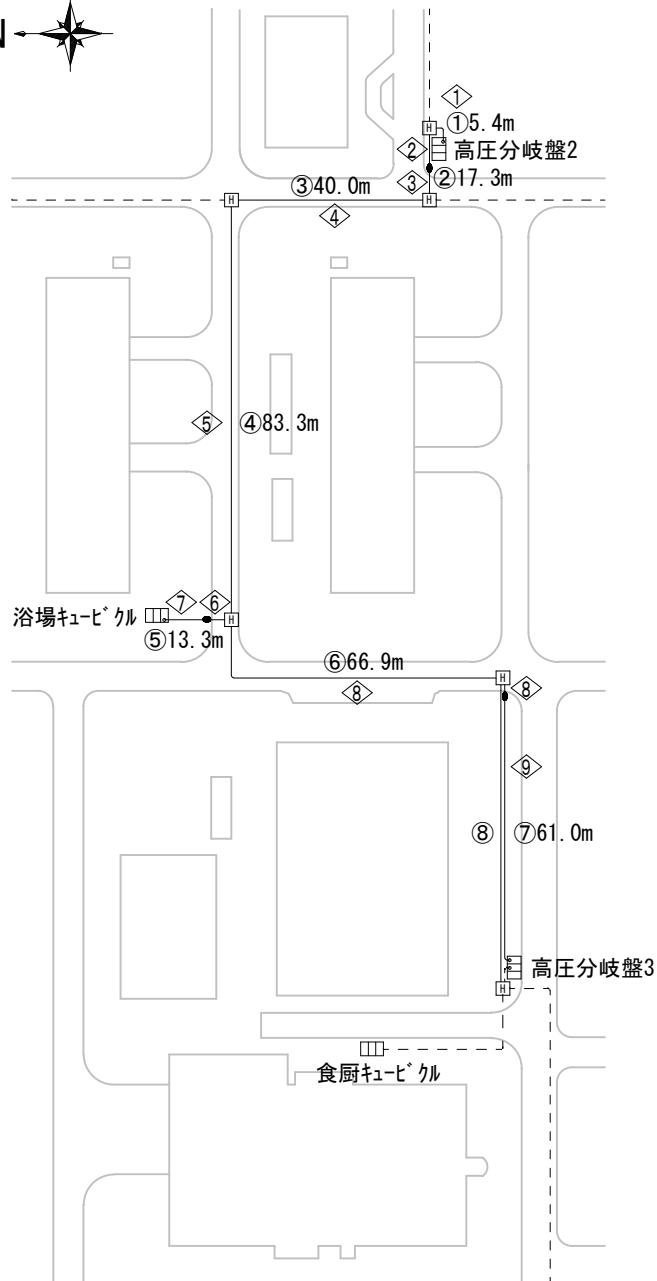 N
1
①5.4m
2
高圧分岐盤2
H
3
②17.3m
③40.0m
H
H
4
5
④83.3m
7
6
浴場ｷｭｰﾋﾞｸﾙ
H
⑤13.3m
⑥66.9m
8
H
8
9
⑧
⑦61.0m
高圧分岐盤3
H
食厨ｷｭｰﾋﾞｸﾙ